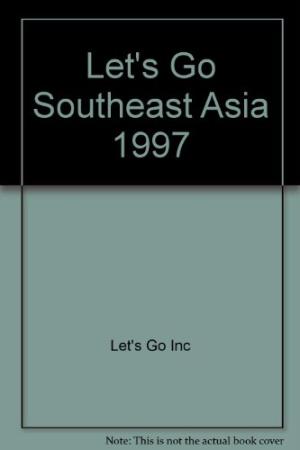 Let's Go
Southeast Asia
1997
Let's Go Inc
Note: This is not the actual book cover